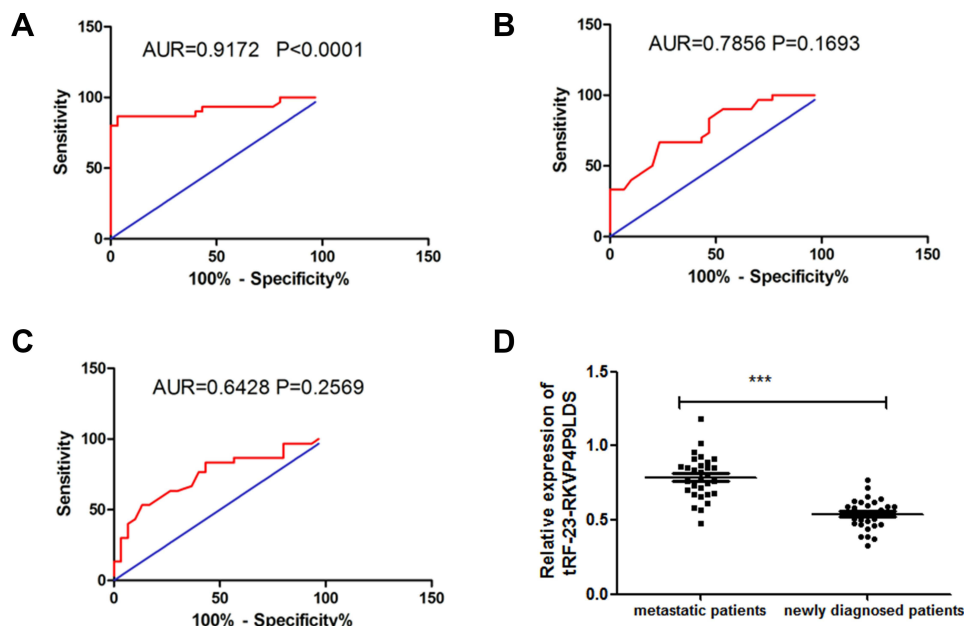 A
AUR=0.9172 P<0.0001
150
100
50
0
Sensitivity
0 50 100 150
100% - Specificity%
B
AUR=0.7856 P=0.1693
150
100
50
0
Sensitivity
0 50 100 150
100% - Specificity%
C
AUR=0.6428 P=0.2569
150
100
50
0
Sensitivity
0 50 100 150
100% - Specificity%
D
***
1.5
1.0
0.5
0.0
Relative expression of
tRF-23-RKVP4P9LDS
metastatic patients newly diagnosed patients